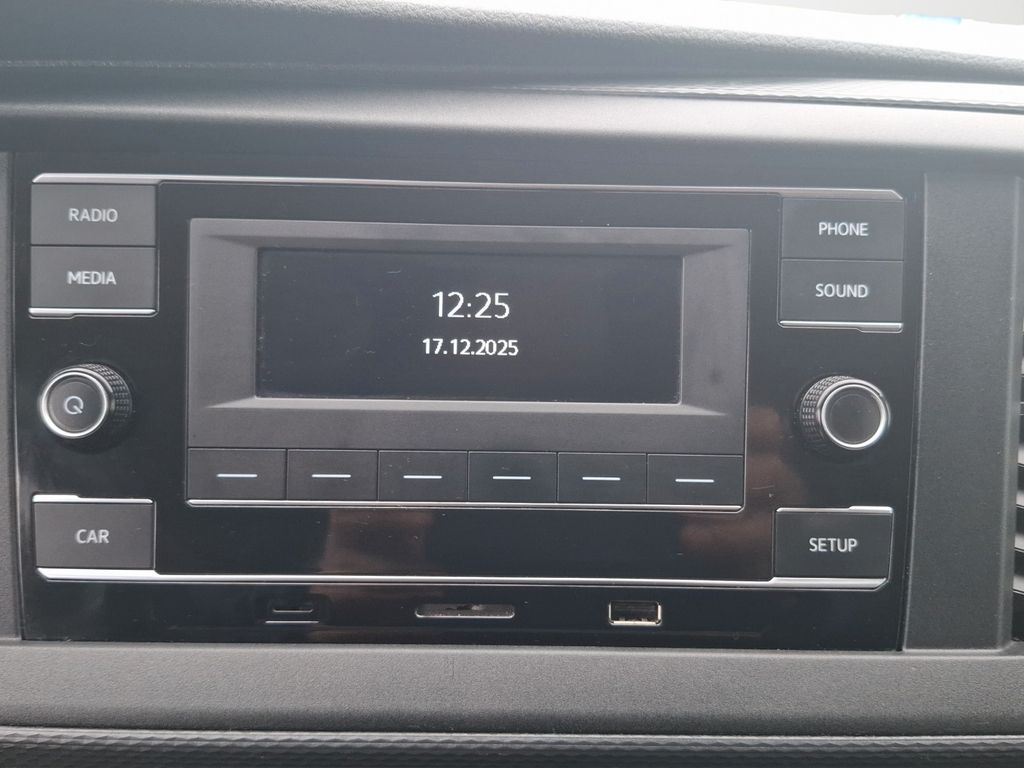 RADIO
PHONE
MEDIA
SOUND
12:25
17.12.2025
CAR
SETUP